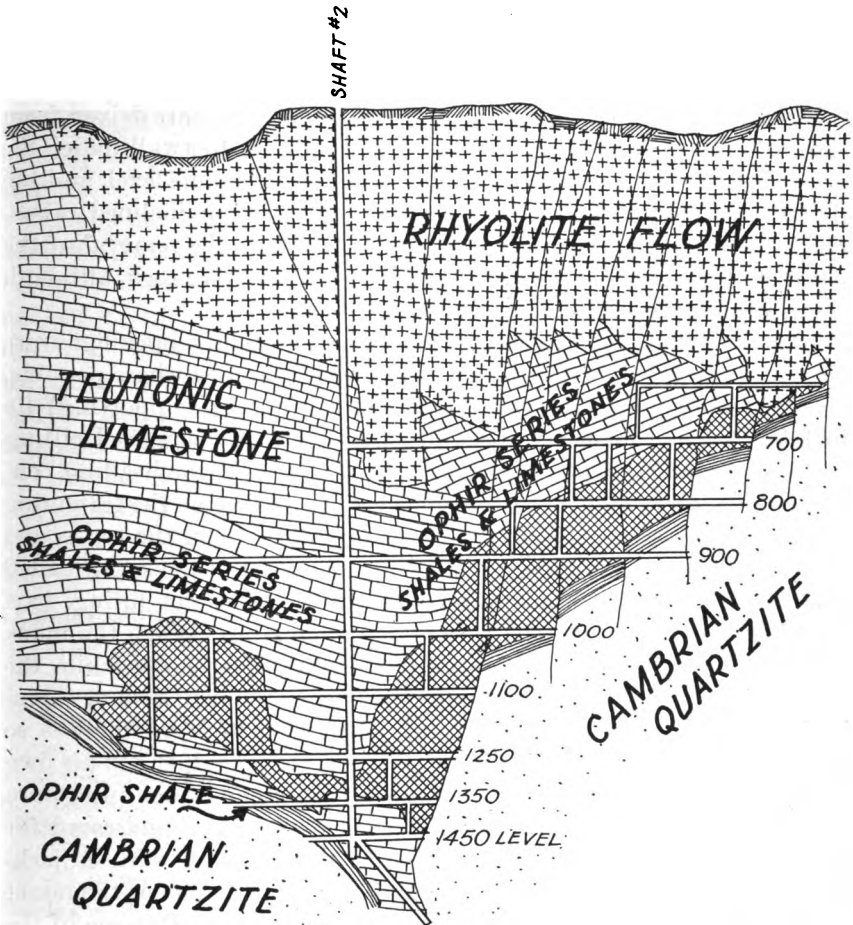 SHAFT #2
RHYOLITE FLOW
TEUTONIC
LIMESTONE
OPHIR SERIES
SHALES & LIMESTONES
OPHIR SERIES
SHALES & LIMESTONES
700
800
900
1000
1100
1250
1350
1450 LEVEL
CAMBRIAN
QUARTZITE
OPHIR SHALE
CAMBRIAN
QUARTZITE